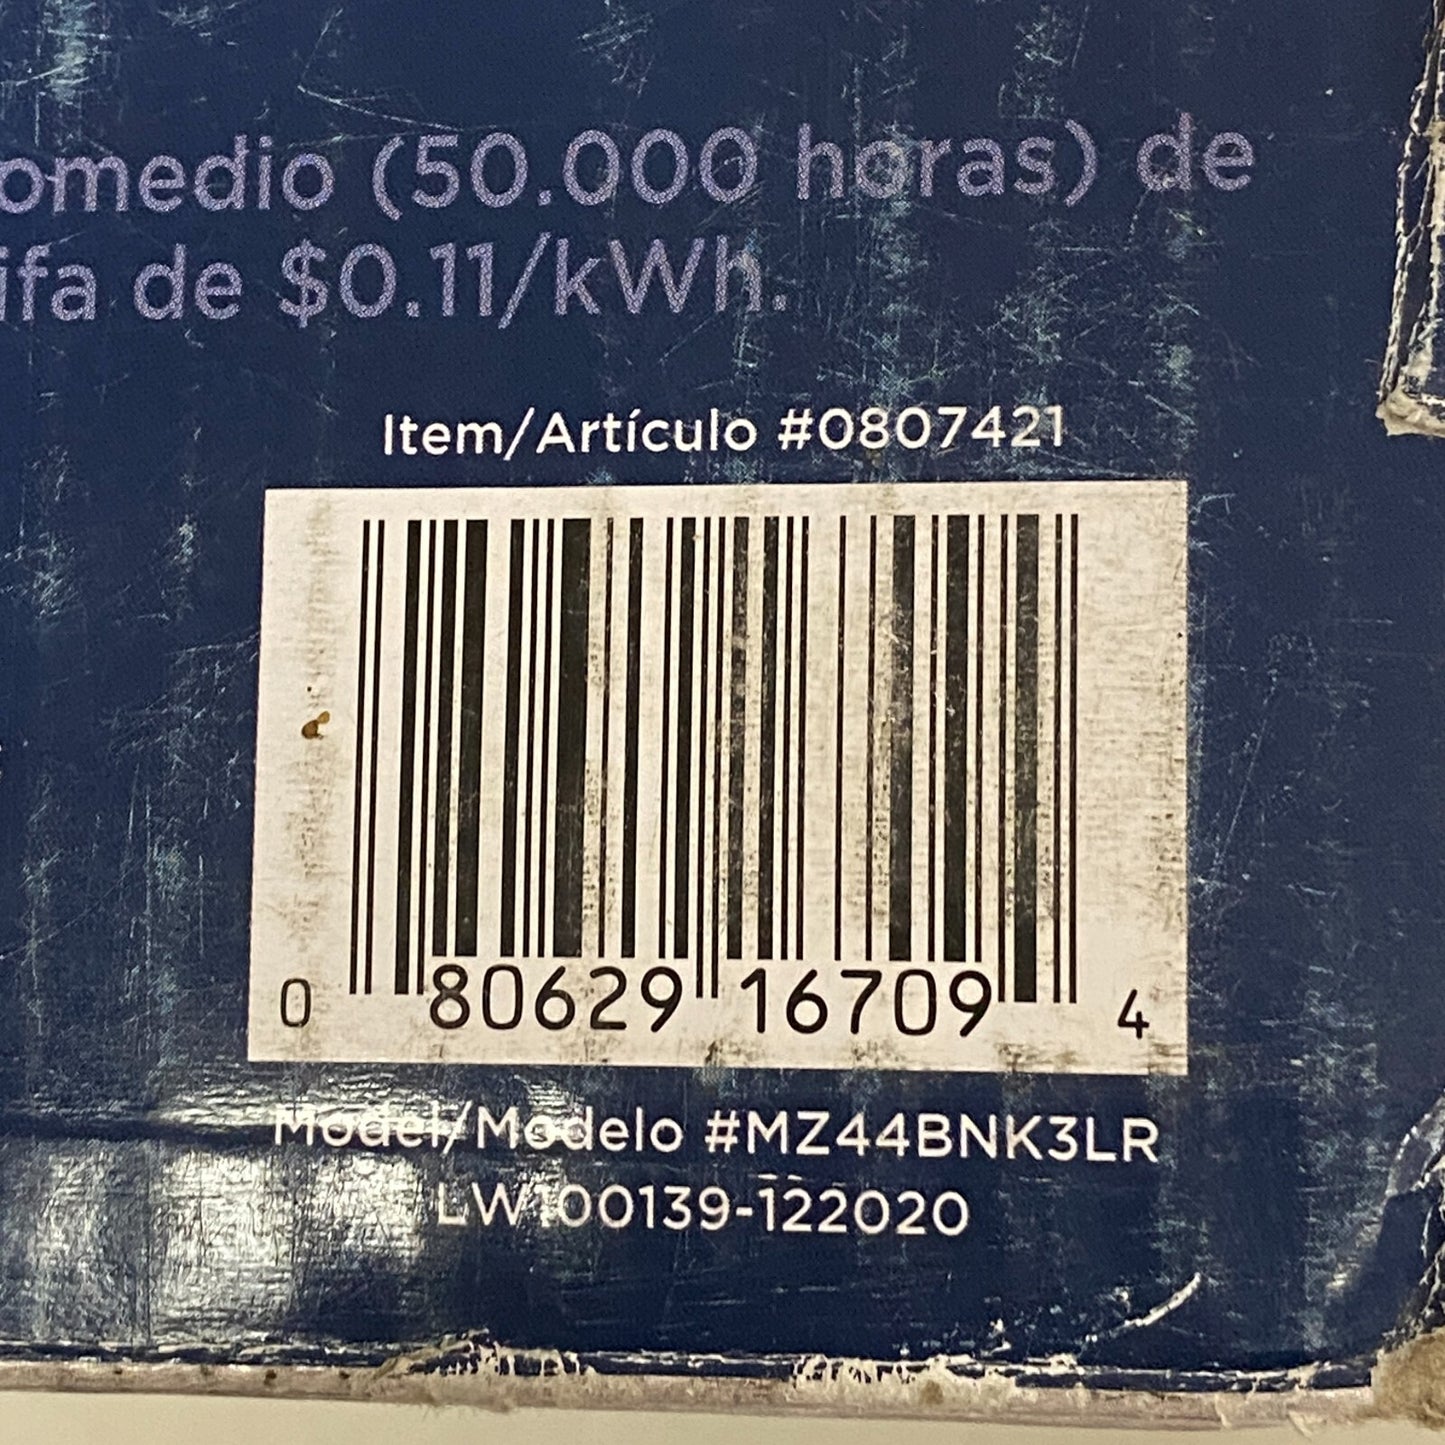 omedio (50.000 horas) de
ifa de $0.11/kWh.
Item/Artículo #0807421
0 80629 16709 4
Model/Modelo #MZ44BNK3LR
LW100139-122020